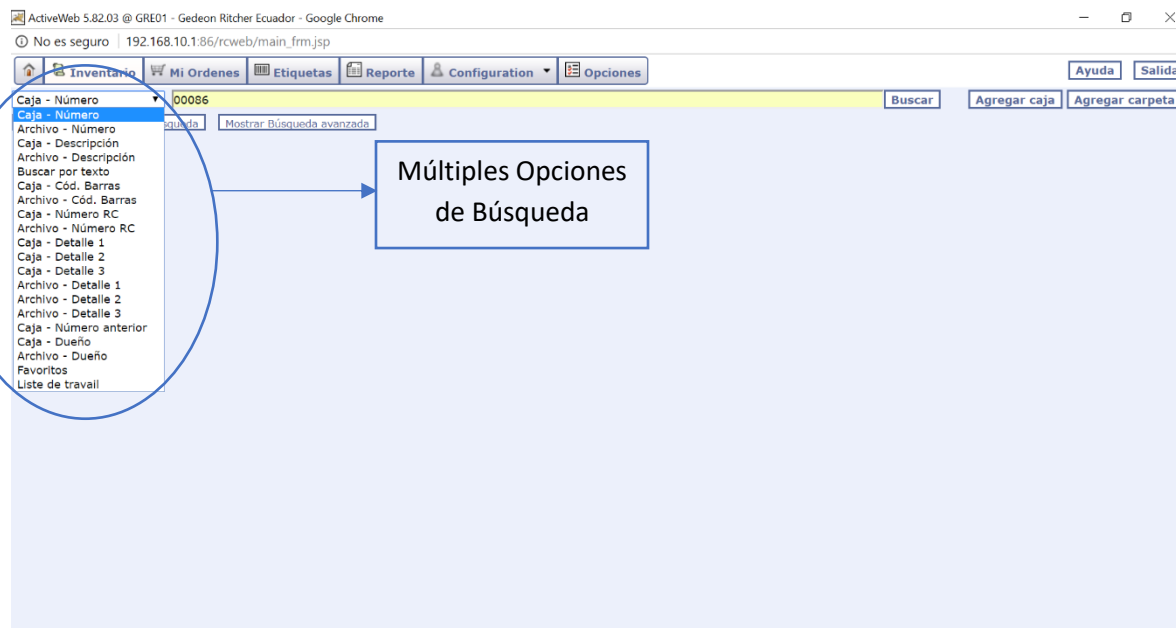 ActiveWeb 5.82.03 @ GRE01 - Gedeon Ritcher Ecuador - Google Chrome
No es seguro | 192.168.10.1:86/rcweb/main_frm.jsp
Inventario Mi Ordenes Etiquetas Reporte Configuration Opciones Ayuda Salida
Caja - Número 00086 Buscar Agregar caja Agregar carpeta
Caja - Número
Mostrar Búsqueda avanzada
Archivo - Número
Caja - Descripción
Archivo - Descripción
Buscar por texto
Caja - Cód. Barras
Archivo - Cód. Barras
Caja - Número RC
Archivo - Número RC
Caja - Detalle 1
Caja - Detalle 2
Caja - Detalle 3
Archivo - Detalle 1
Archivo - Detalle 2
Archivo - Detalle 3
Caja - Número anterior
Caja - Dueño
Archivo - Dueño
Favoritos
Liste de travail
Múltiples Opciones
de Búsqueda